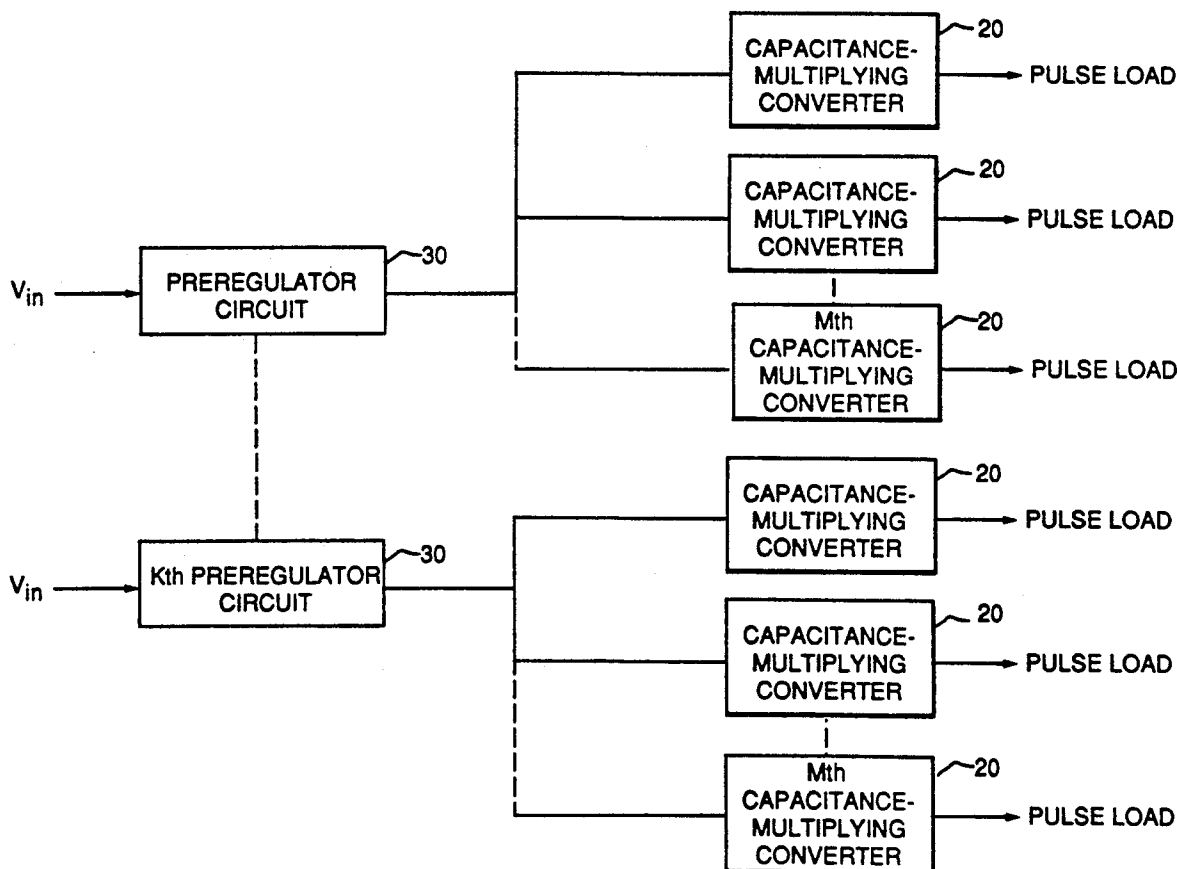 20
CAPACITANCE-
MULTIPLYING
CONVERTER
PULSE LOAD
20
CAPACITANCE-
MULTIPLYING
CONVERTER
PULSE LOAD
30
Vin
PREREGULATOR
CIRCUIT
20
Mth
CAPACITANCE-
MULTIPLYING
CONVERTER
PULSE LOAD
20
CAPACITANCE-
MULTIPLYING
CONVERTER
PULSE LOAD
30
Vin
Kth PREREGULATOR
CIRCUIT
20
CAPACITANCE-
MULTIPLYING
CONVERTER
PULSE LOAD
20
Mth
CAPACITANCE-
MULTIPLYING
CONVERTER
PULSE LOAD